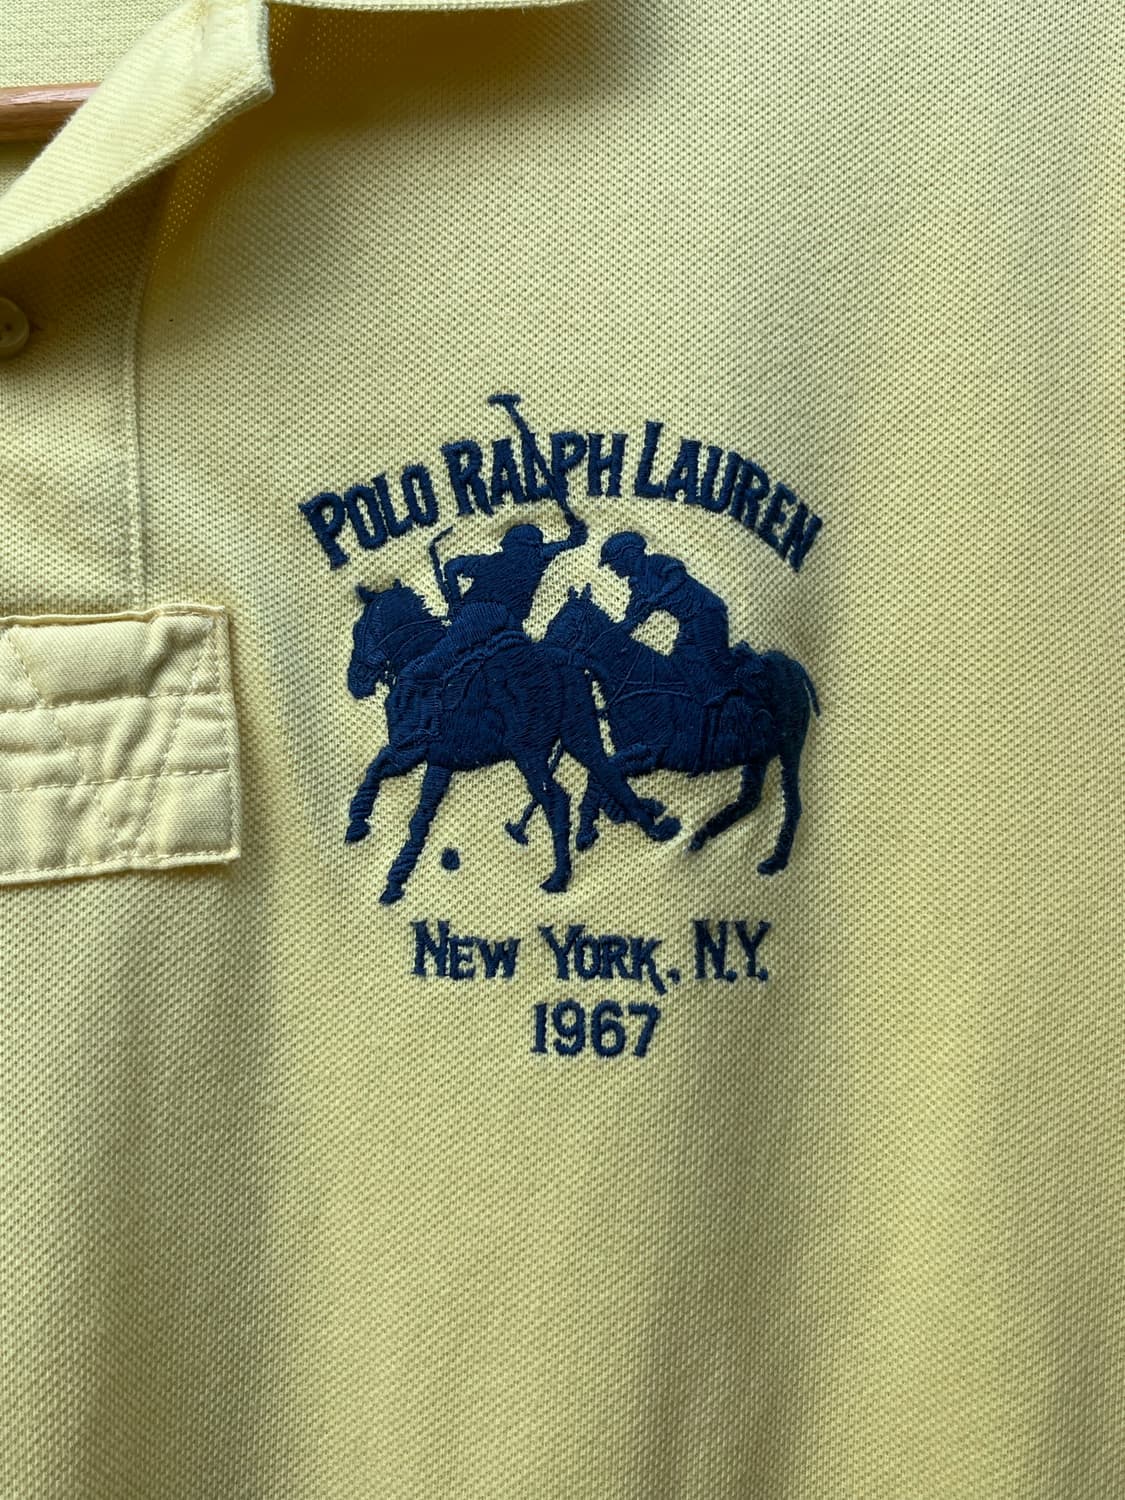 POLO RALPH LAUREN
NEW YORK, N.Y.
1967